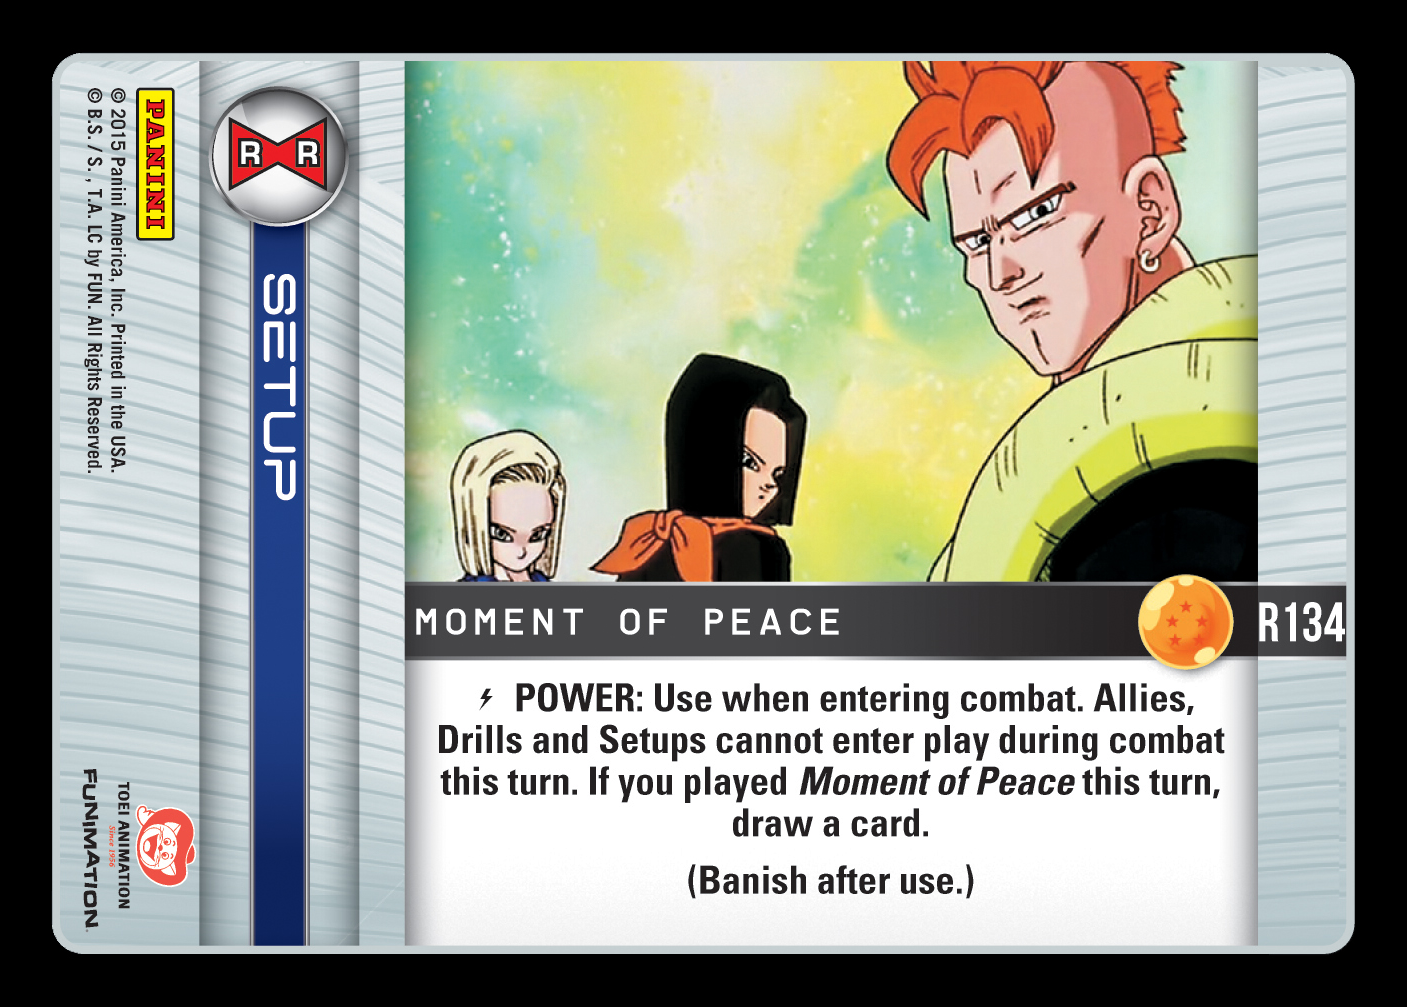 PANINI
© 2015 Panini America, Inc. Printed in the USA.
© B.S. / S. , T.A. LC by FUN. All Rights Reserved.
TOEI ANIMATION
Since 1956
FUNIMATION
R R
SETUP
MOMENT OF PEACE
R134
POWER: Use when entering combat. Allies,
Drills and Setups cannot enter play during combat
this turn. If you played Moment of Peace this turn,
draw a card.
(Banish after use.)